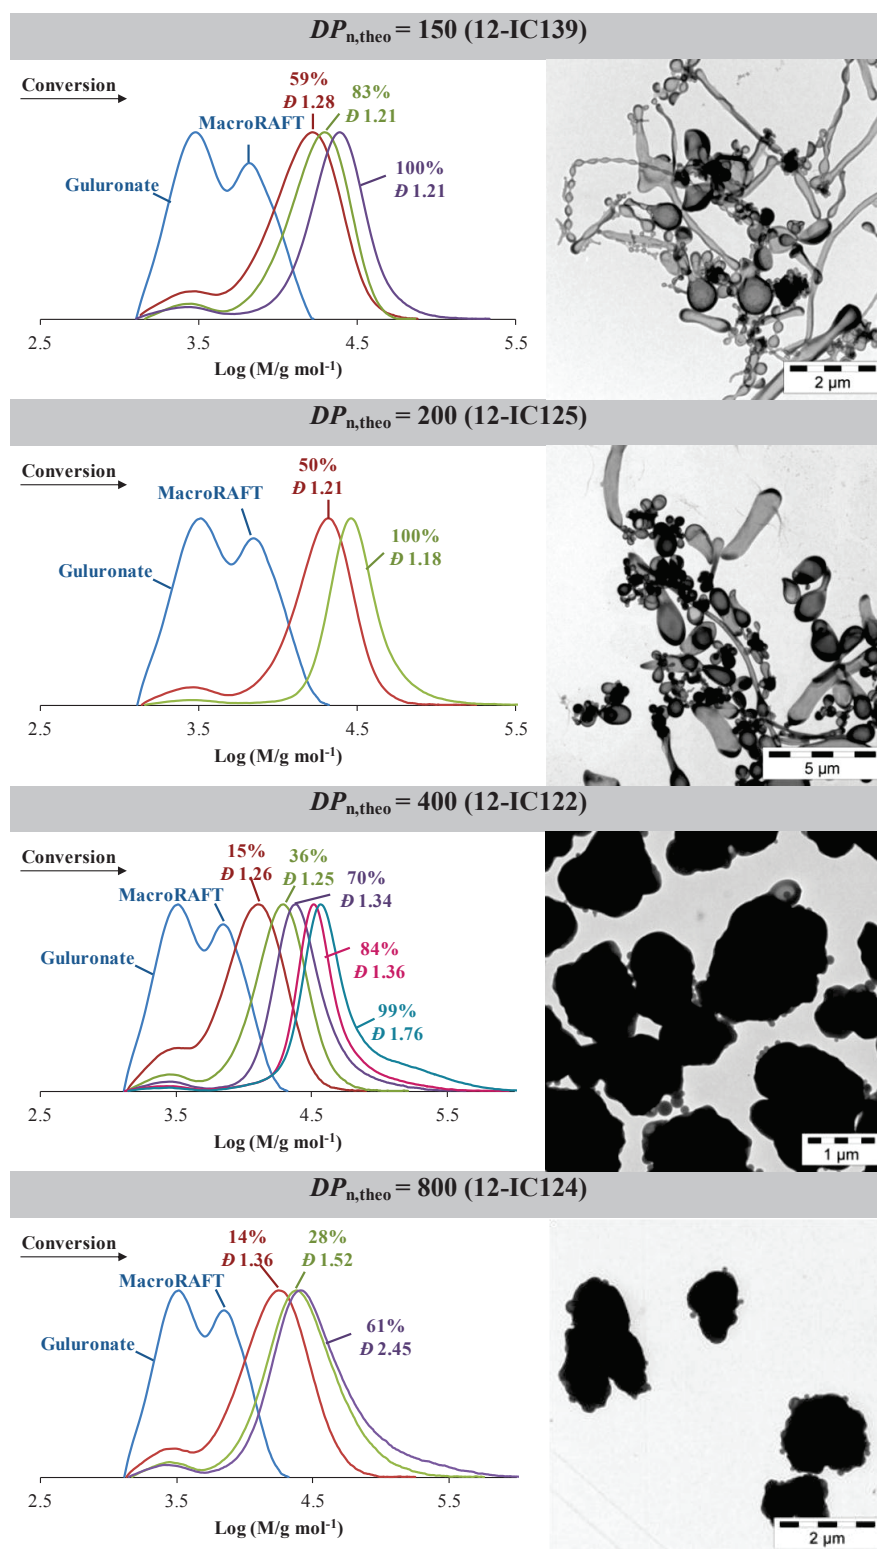 DPn,theo = 150 (12-IC139)
Conversion
59%
Đ 1.28
83%
Đ 1.21
MacroRAFT
100%
Đ 1.21
Guluronate
2.5 3.5 4.5 5.5
Log (M/g mol-1)
2 µm
DPn,theo = 200 (12-IC125)
Conversion
50%
Đ 1.21
MacroRAFT
100%
Đ 1.18
Guluronate
2.5 3.5 4.5 5.5
Log (M/g mol-1)
5 µm
DPn,theo = 400 (12-IC122)
Conversion
15%
Đ 1.26
36%
Đ 1.25
70%
Đ 1.34
MacroRAFT
Guluronate
84%
Đ 1.36
99%
Đ 1.76
2.5 3.5 4.5 5.5
Log (M/g mol-1)
1 µm
DPn,theo = 800 (12-IC124)
Conversion
14%
Đ 1.36
28%
Đ 1.52
MacroRAFT
61%
Đ 2.45
Guluronate
2.5 3.5 4.5 5.5
Log (M/g mol-1)
2 µm